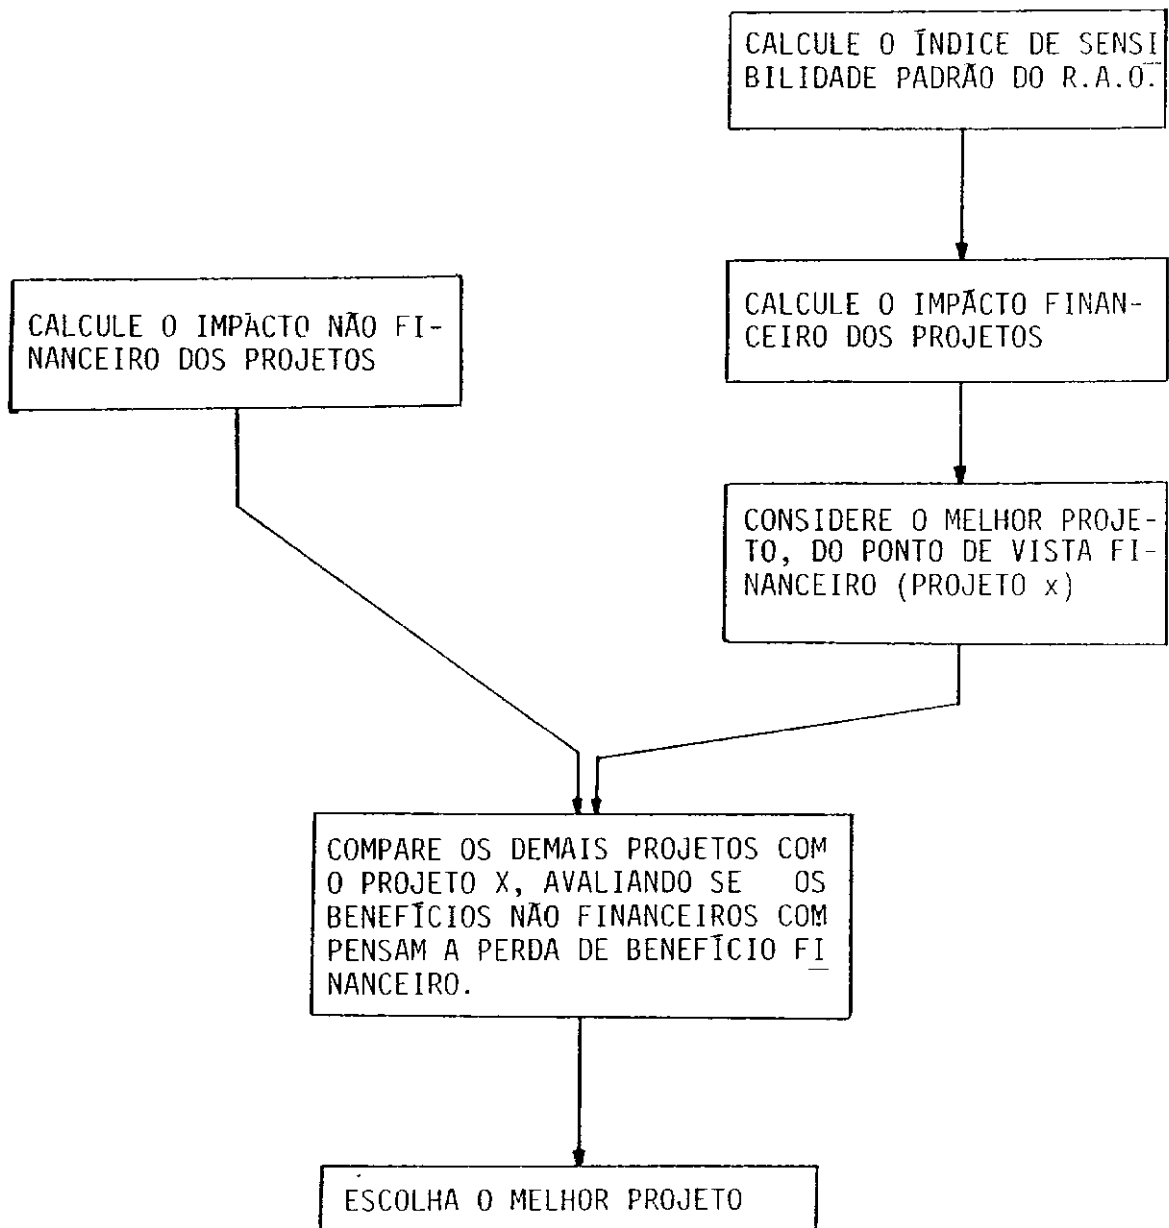 CALCULE O ÍNDICE DE SENSI
BILIDADE PADRÃO DO R.A.O.
CALCULE O IMPÁCTO NÃO FI-
NANCEIRO DOS PROJETOS
CALCULE O IMPÁCTO FINAN-
CEIRO DOS PROJETOS
CONSIDERE O MELHOR PROJE-
TO, DO PONTO DE VISTA FI-
NANCEIRO (PROJETO x)
COMPARE OS DEMAIS PROJETOS COM
O PROJETO X, AVALIANDO SE OS
BENEFÍCIOS NÃO FINANCEIROS COM
PENSAM A PERDA DE BENEFÍCIO FI
NANCEIRO.
ESCOLHA O MELHOR PROJETO